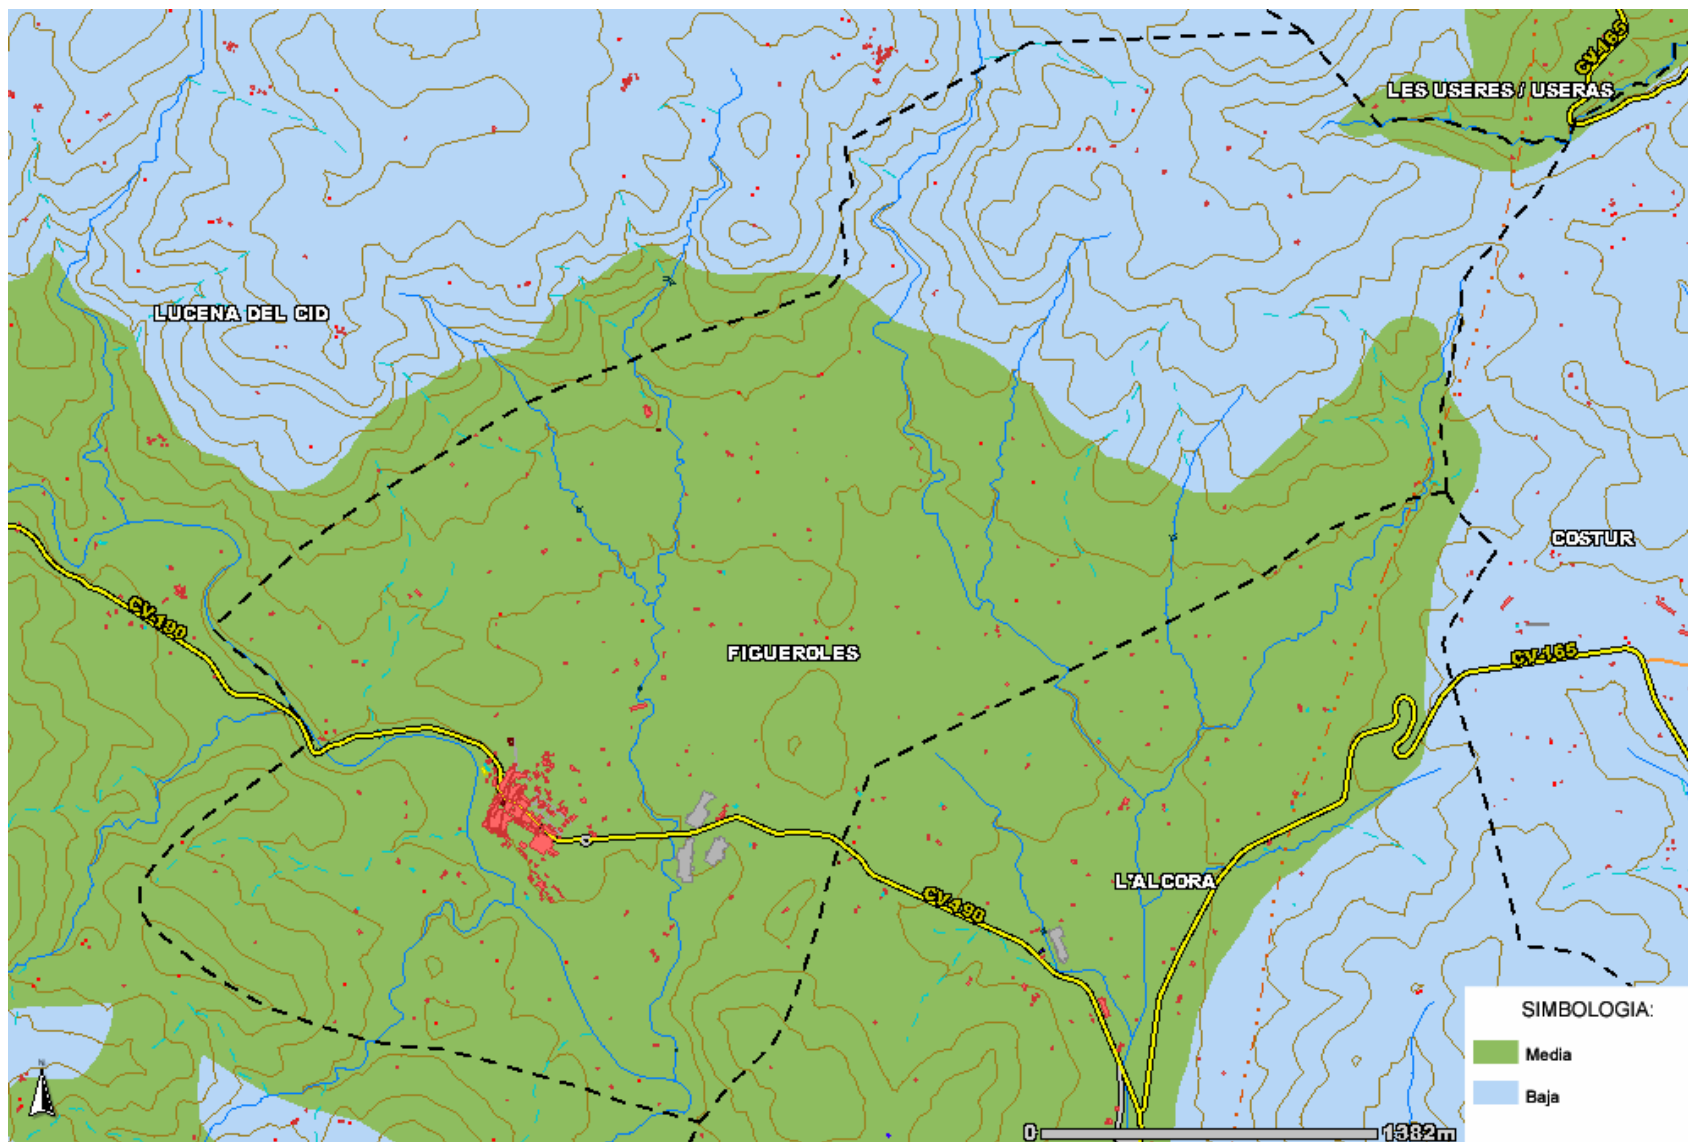 CV-165
LES USERES / USERAS
LUCENA DEL CID
COSTUR
CV-190
FIGUEROLES
CV-165
L'ALCORA
CV-190
SIMBOLOGIA:
Media
Baja
N
0 1382m